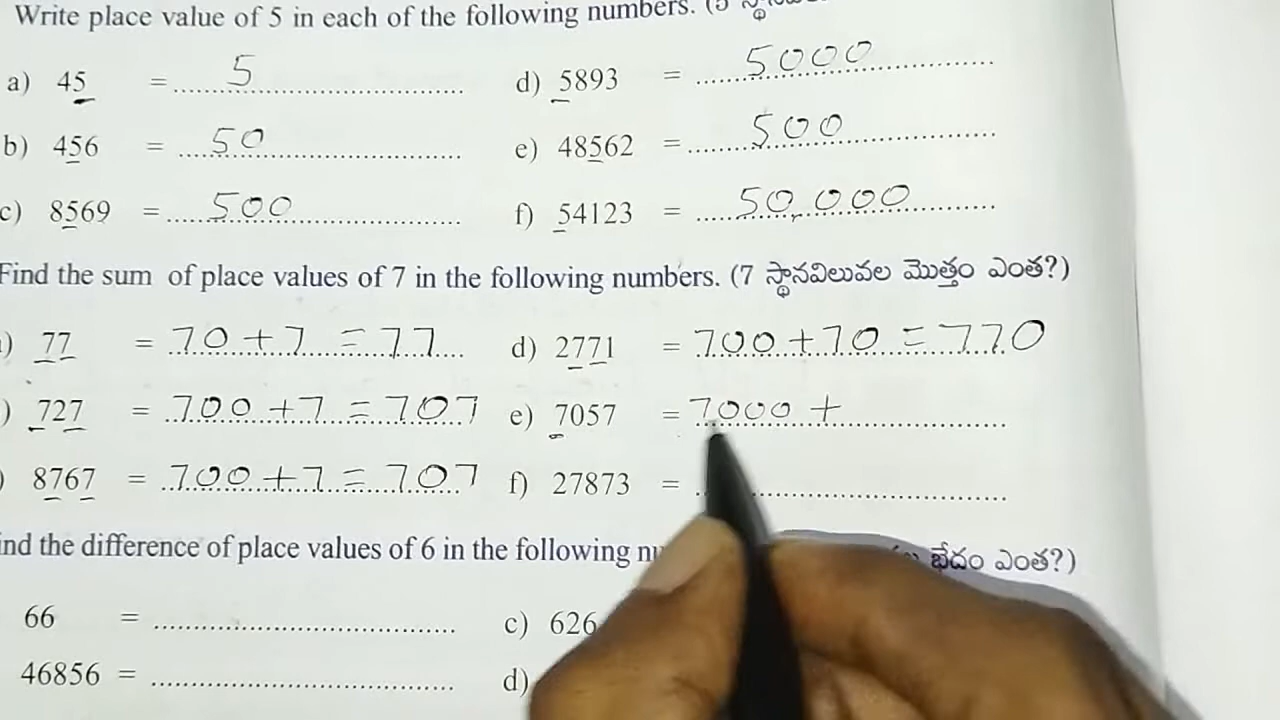 Write place value of 5 in each of the following numbers. (5
a) 45 = 5 d) 5893 = 5000
b) 456 = 50 e) 48562 = 500
c) 8569 = 500 f) 54123 = 50,000
Find the sum of place values of 7 in the following numbers. (7 స్థానవిలువల మొత్తం ఎంత?)
) 77 = 70 + 7 = 77 d) 2771 = 700 + 70 = 770
) 727 = 700 + 7 = 707 e) 7057 = 7000 +
) 8767 = 700 + 7 = 707 f) 27873 =
ind the difference of place values of 6 in the following భేదం ఎంత?)
66 = c) 626
46856 = d)